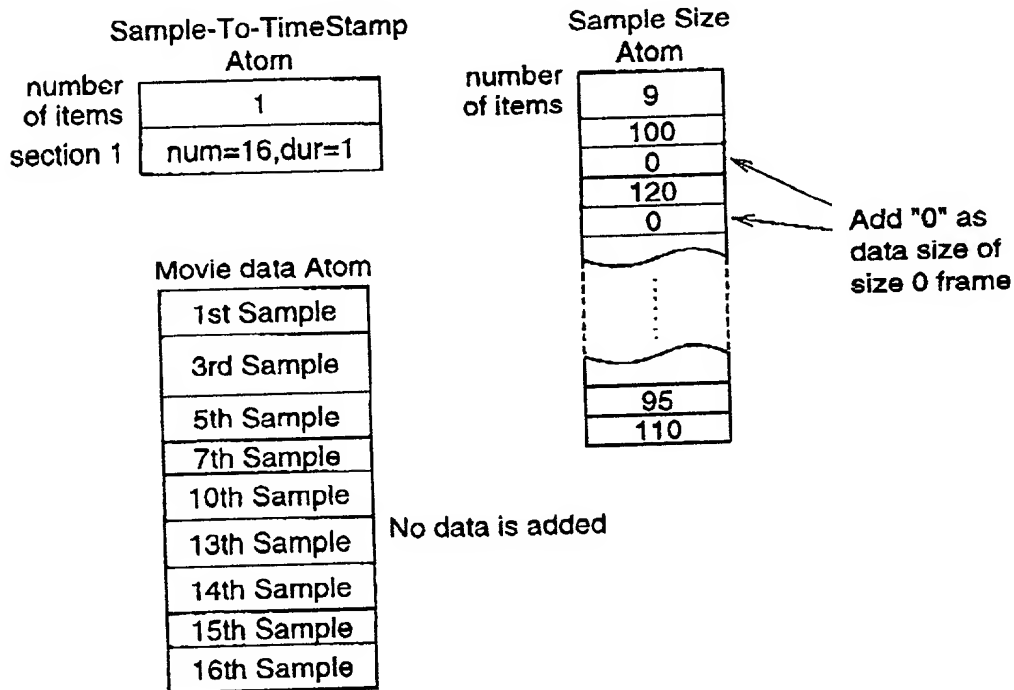 Sample-To-TimeStamp
Atom
number
of items
1
section 1
num=16,dur=1
Sample Size
Atom
number
of items
9
100
0
120
0
95
110
Add "0" as
data size of
size 0 frame
Movie data Atom
1st Sample
3rd Sample
5th Sample
7th Sample
10th Sample
13th Sample
14th Sample
15th Sample
16th Sample
No data is added